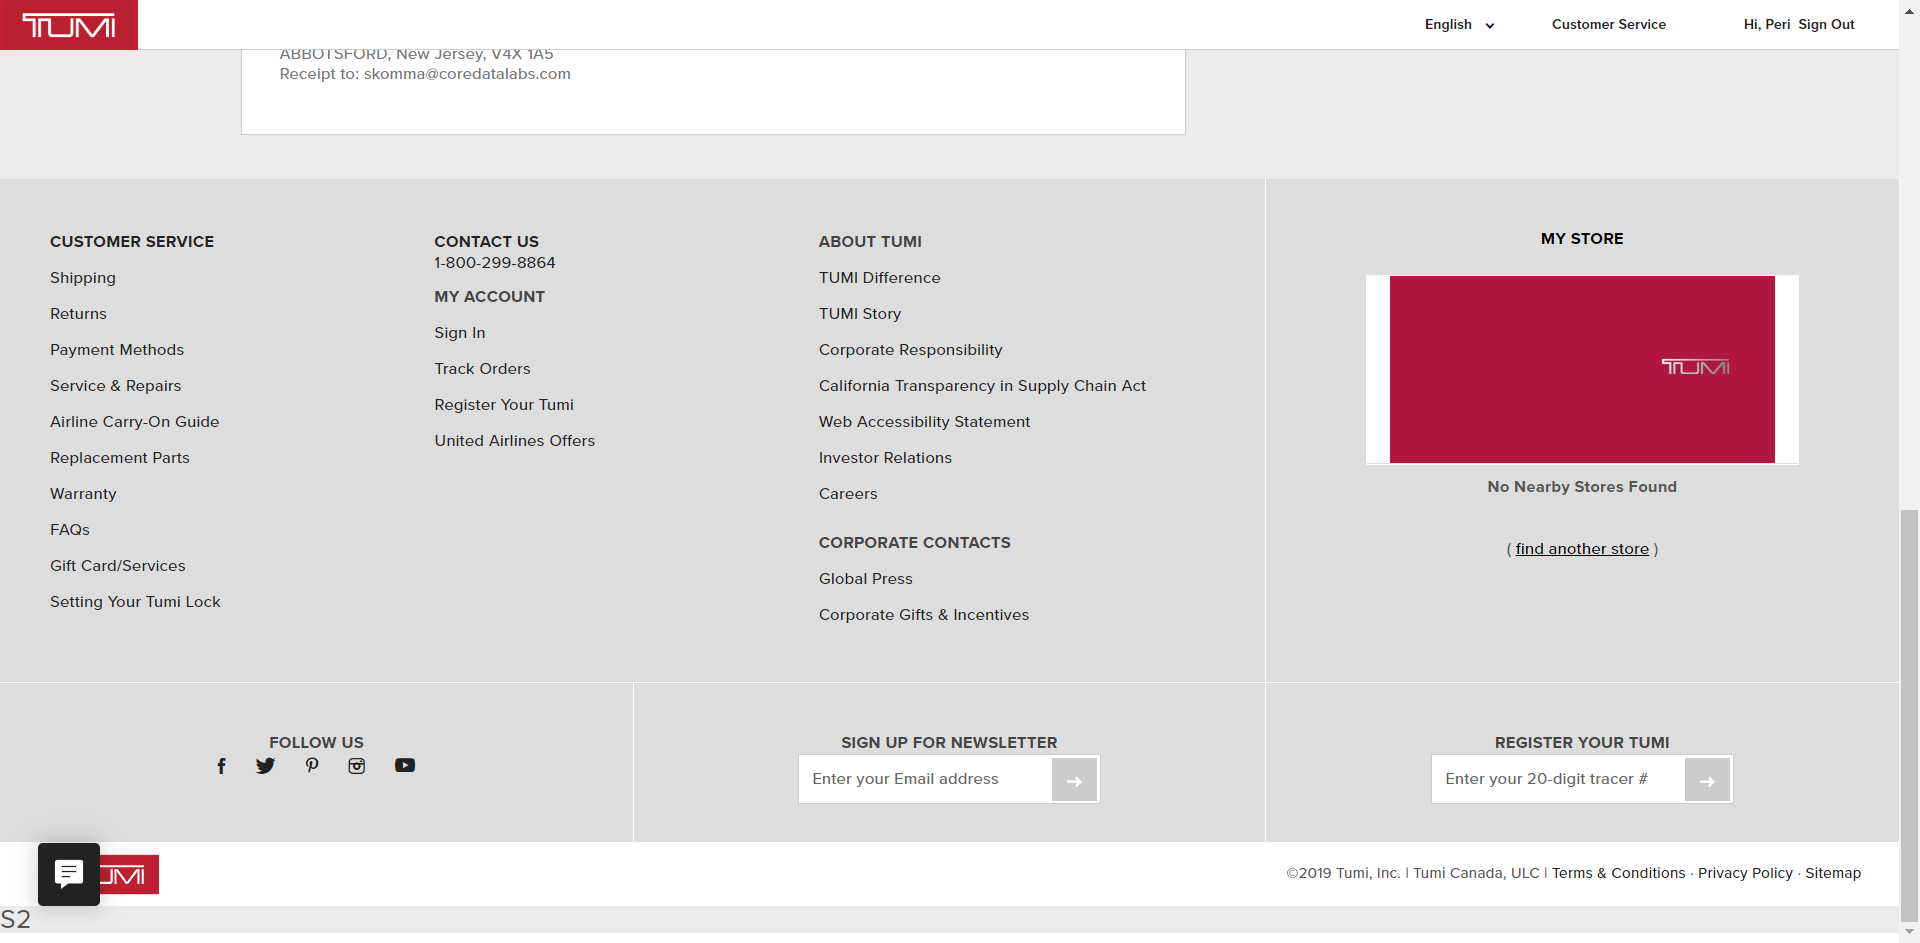 TUMI
English
Customer Service
Hi, Peri Sign Out
ABBOTSFORD, New Jersey, V4X 1A5
Receipt to: skomma@coredatalabs.com
CUSTOMER SERVICE
Shipping
Returns
Payment Methods
Service & Repairs
Airline Carry-On Guide
Replacement Parts
Warranty
FAQs
Gift Card/Services
Setting Your Tumi Lock
CONTACT US
1-800-299-8864
MY ACCOUNT
Sign In
Track Orders
Register Your Tumi
United Airlines Offers
ABOUT TUMI
TUMI Difference
TUMI Story
Corporate Responsibility
California Transparency in Supply Chain Act
Web Accessibility Statement
Investor Relations
Careers
CORPORATE CONTACTS
Global Press
Corporate Gifts & Incentives
MY STORE
TUMI
No Nearby Stores Found
( find another store )
FOLLOW US
SIGN UP FOR NEWSLETTER
Enter your Email address
REGISTER YOUR TUMI
Enter your 20-digit tracer #
UMI
©2019 Tumi, Inc. | Tumi Canada, ULC | Terms & Conditions · Privacy Policy · Sitemap
S2